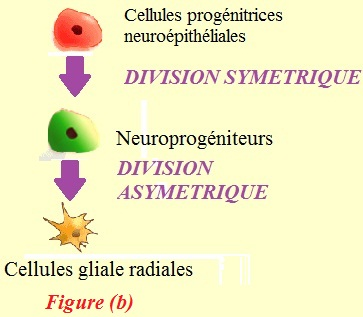 Cellules progénitrices
neuroépithéliales
DIVISION SYMETRIQUE
Neuroprogéniteurs
DIVISION
ASYMETRIQUE
Cellules gliale radiales
Figure (b)